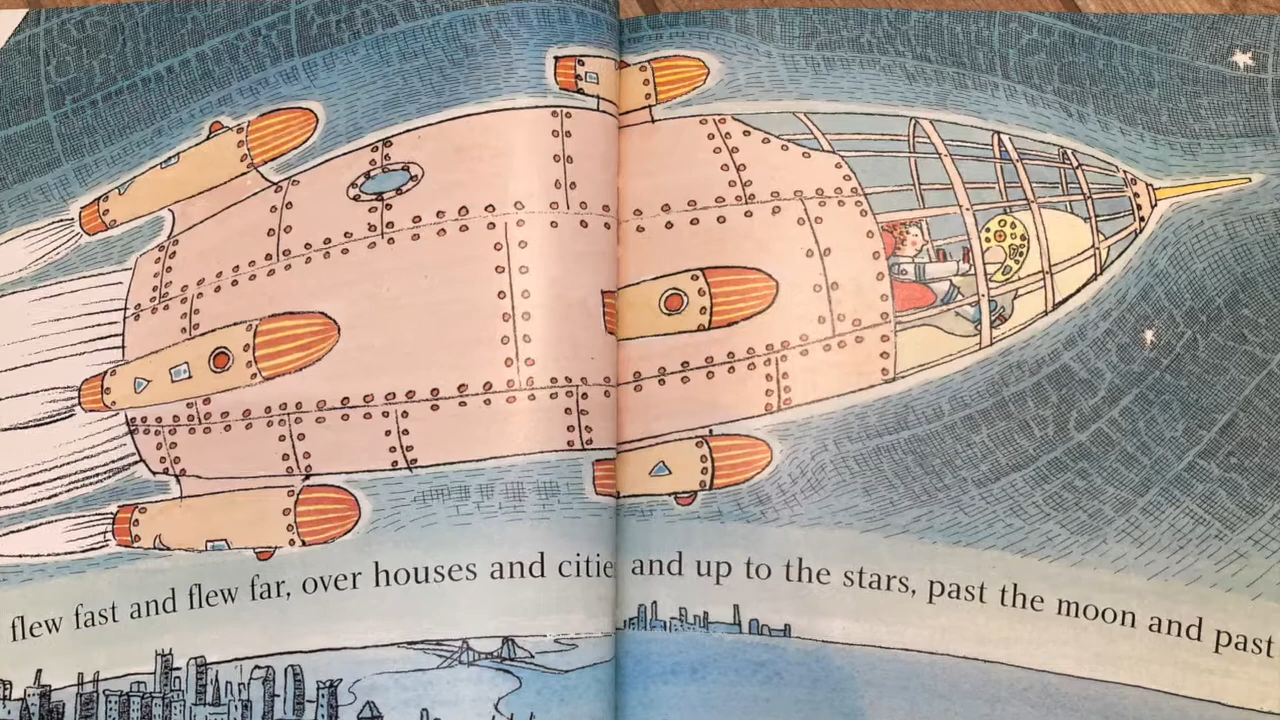 flew fast and flew far, over houses and citie and up to the stars, past the moon and past